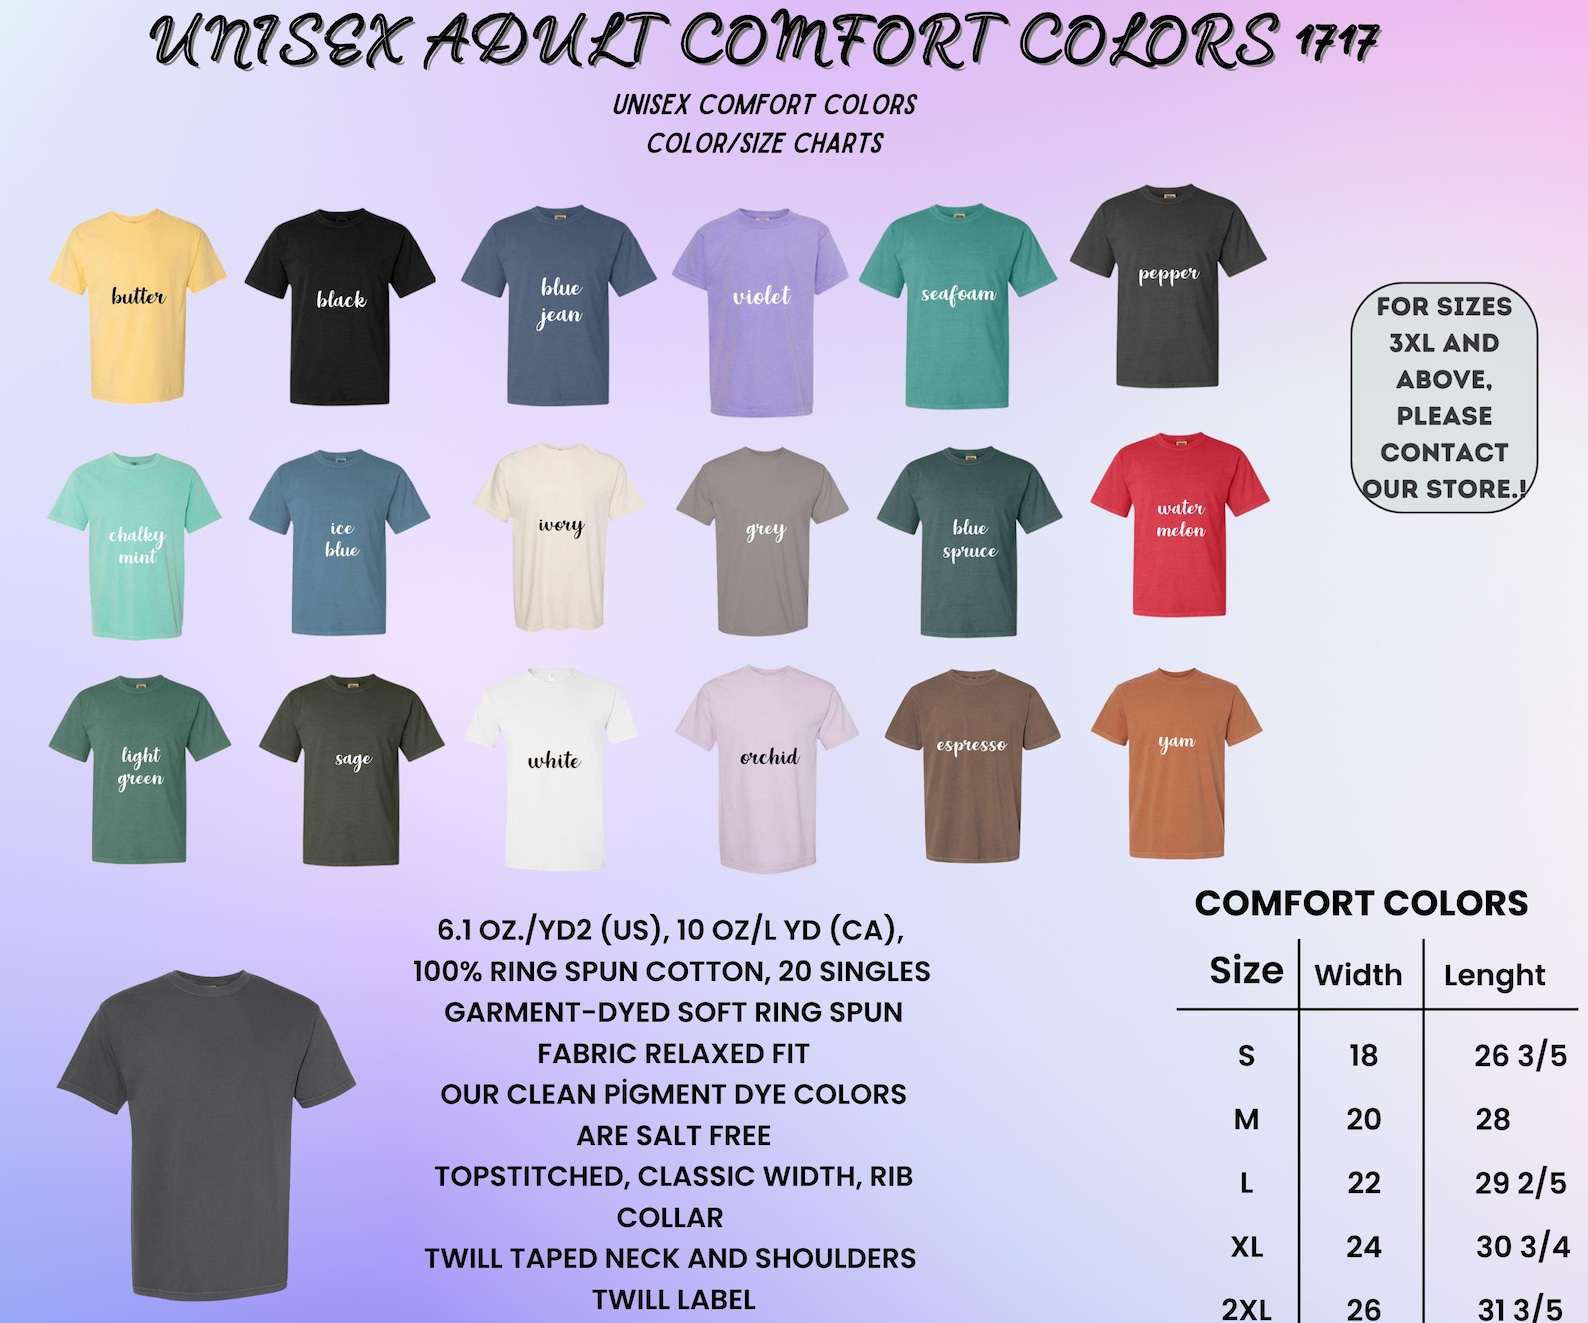 UNISEX ADULT COMFORT COLORS 1717
UNISEX COMFORT COLORS
COLOR/SIZE CHARTS
butter
black
blue
jean
violet
seafoam
pepper
FOR SIZES
3XL AND
ABOVE,
PLEASE
CONTACT
OUR STORE.!
chalky
mint
ice
blue
ivory
grey
blue
spruce
water
melon
light
green
sage
white
orchid
espresso
yam
6.1 OZ./YD2 (US), 10 OZ/L YD (CA),
100% RING SPUN COTTON, 20 SINGLES
GARMENT-DYED SOFT RING SPUN
FABRIC RELAXED FIT
OUR CLEAN PİGMENT DYE COLORS
ARE SALT FREE
TOPSTITCHED, CLASSIC WIDTH, RIB
COLLAR
TWILL TAPED NECK AND SHOULDERS
TWILL LABEL
COMFORT COLORS
Size Width Lenght
S 18 26 3/5
M 20 28
L 22 29 2/5
XL 24 30 3/4
2XL 26 31 3/5